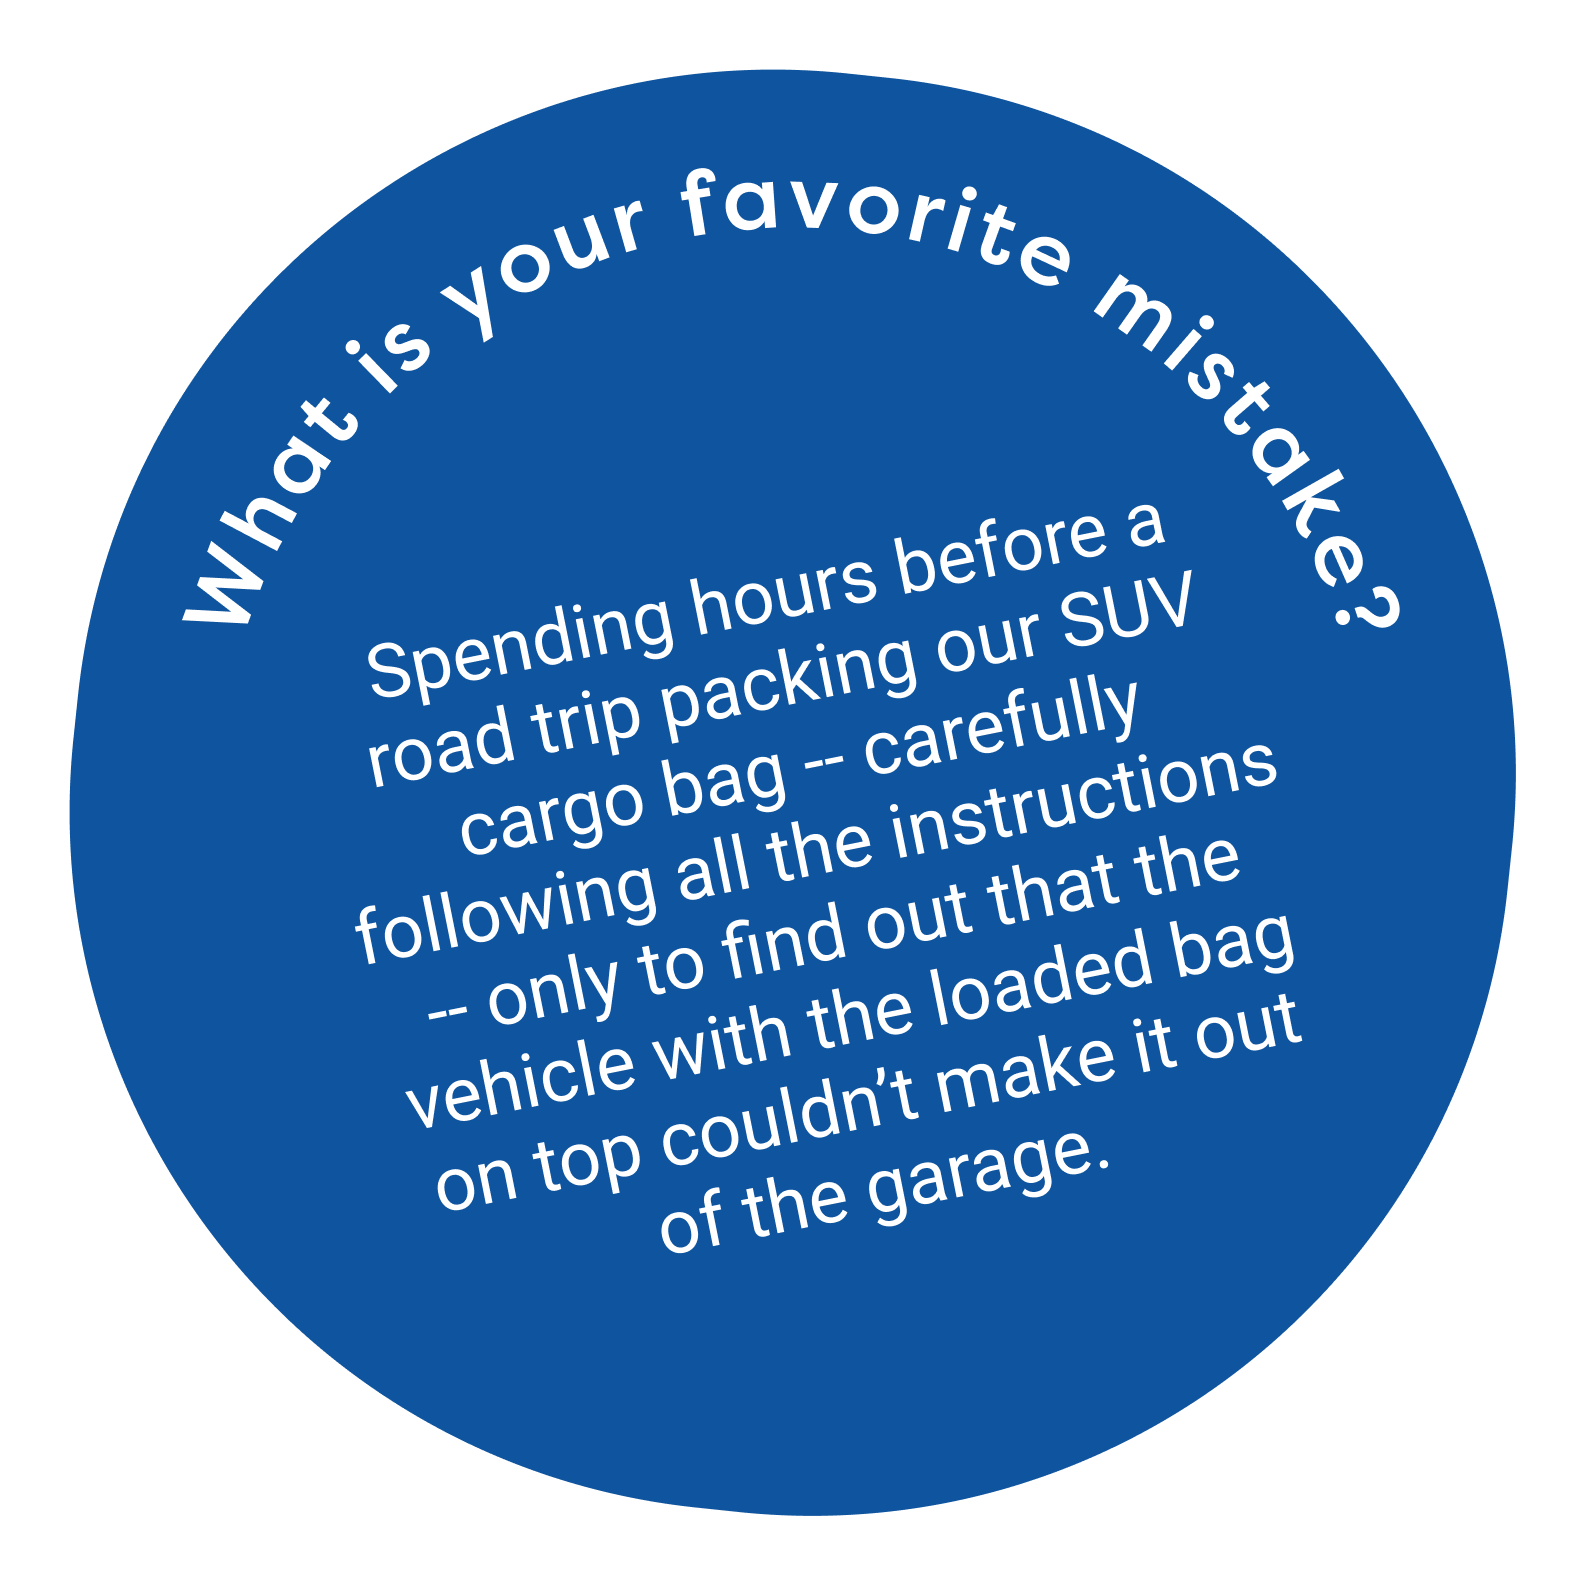 What is your favorite mistake?
Spending hours before a
road trip packing our SUV
cargo bag -- carefully
following all the instructions
-- only to find out that the
vehicle with the loaded bag
on top couldn’t make it out
of the garage.